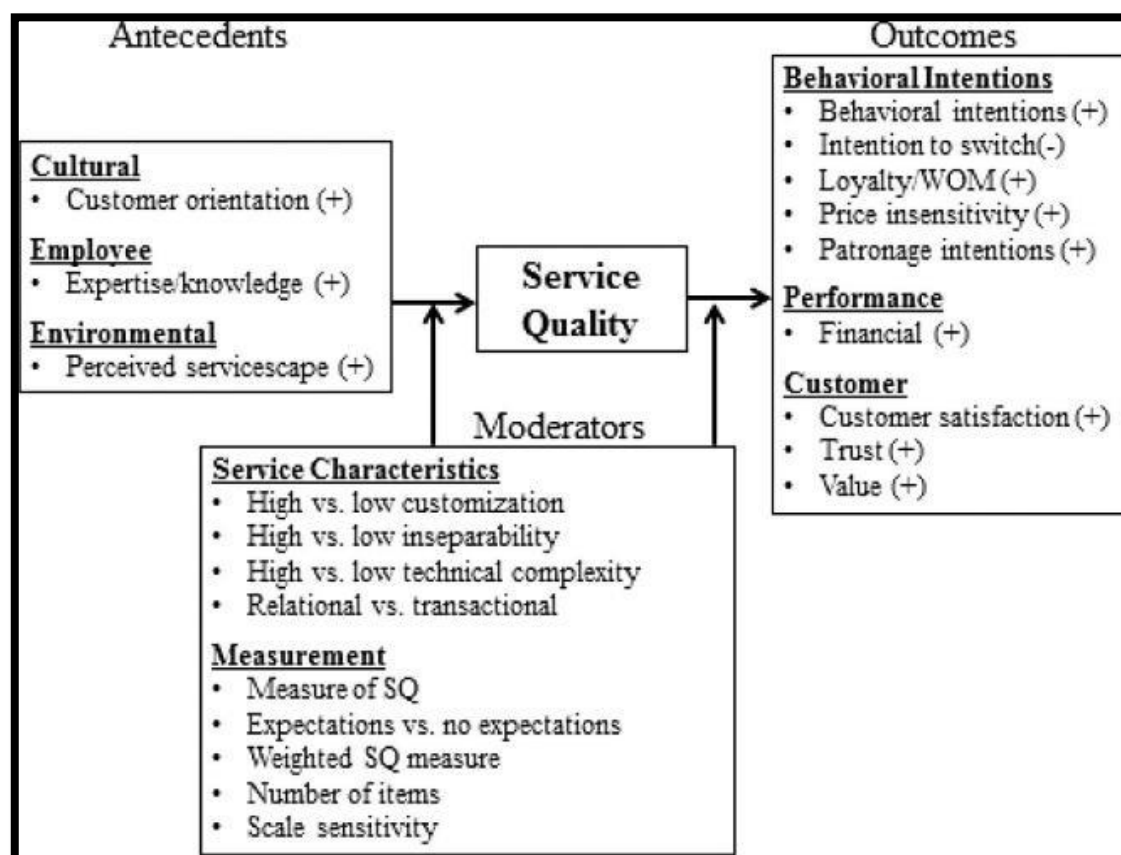 Antecedents
Cultural
• Customer orientation (+)
Employee
• Expertise/knowledge (+)
Environmental
• Perceived servicescape (+)
Service
Quality
Moderators
Service Characteristics
• High vs. low customization
• High vs. low inseparability
• High vs. low technical complexity
• Relational vs. transactional
Measurement
• Measure of SQ
• Expectations vs. no expectations
• Weighted SQ measure
• Number of items
• Scale sensitivity
Outcomes
Behavioral Intentions
• Behavioral intentions (+)
• Intention to switch(-)
• Loyalty/WOM (+)
• Price insensitivity (+)
• Patronage intentions (+)
Performance
• Financial (+)
Customer
• Customer satisfaction (+)
• Trust (+)
• Value (+)